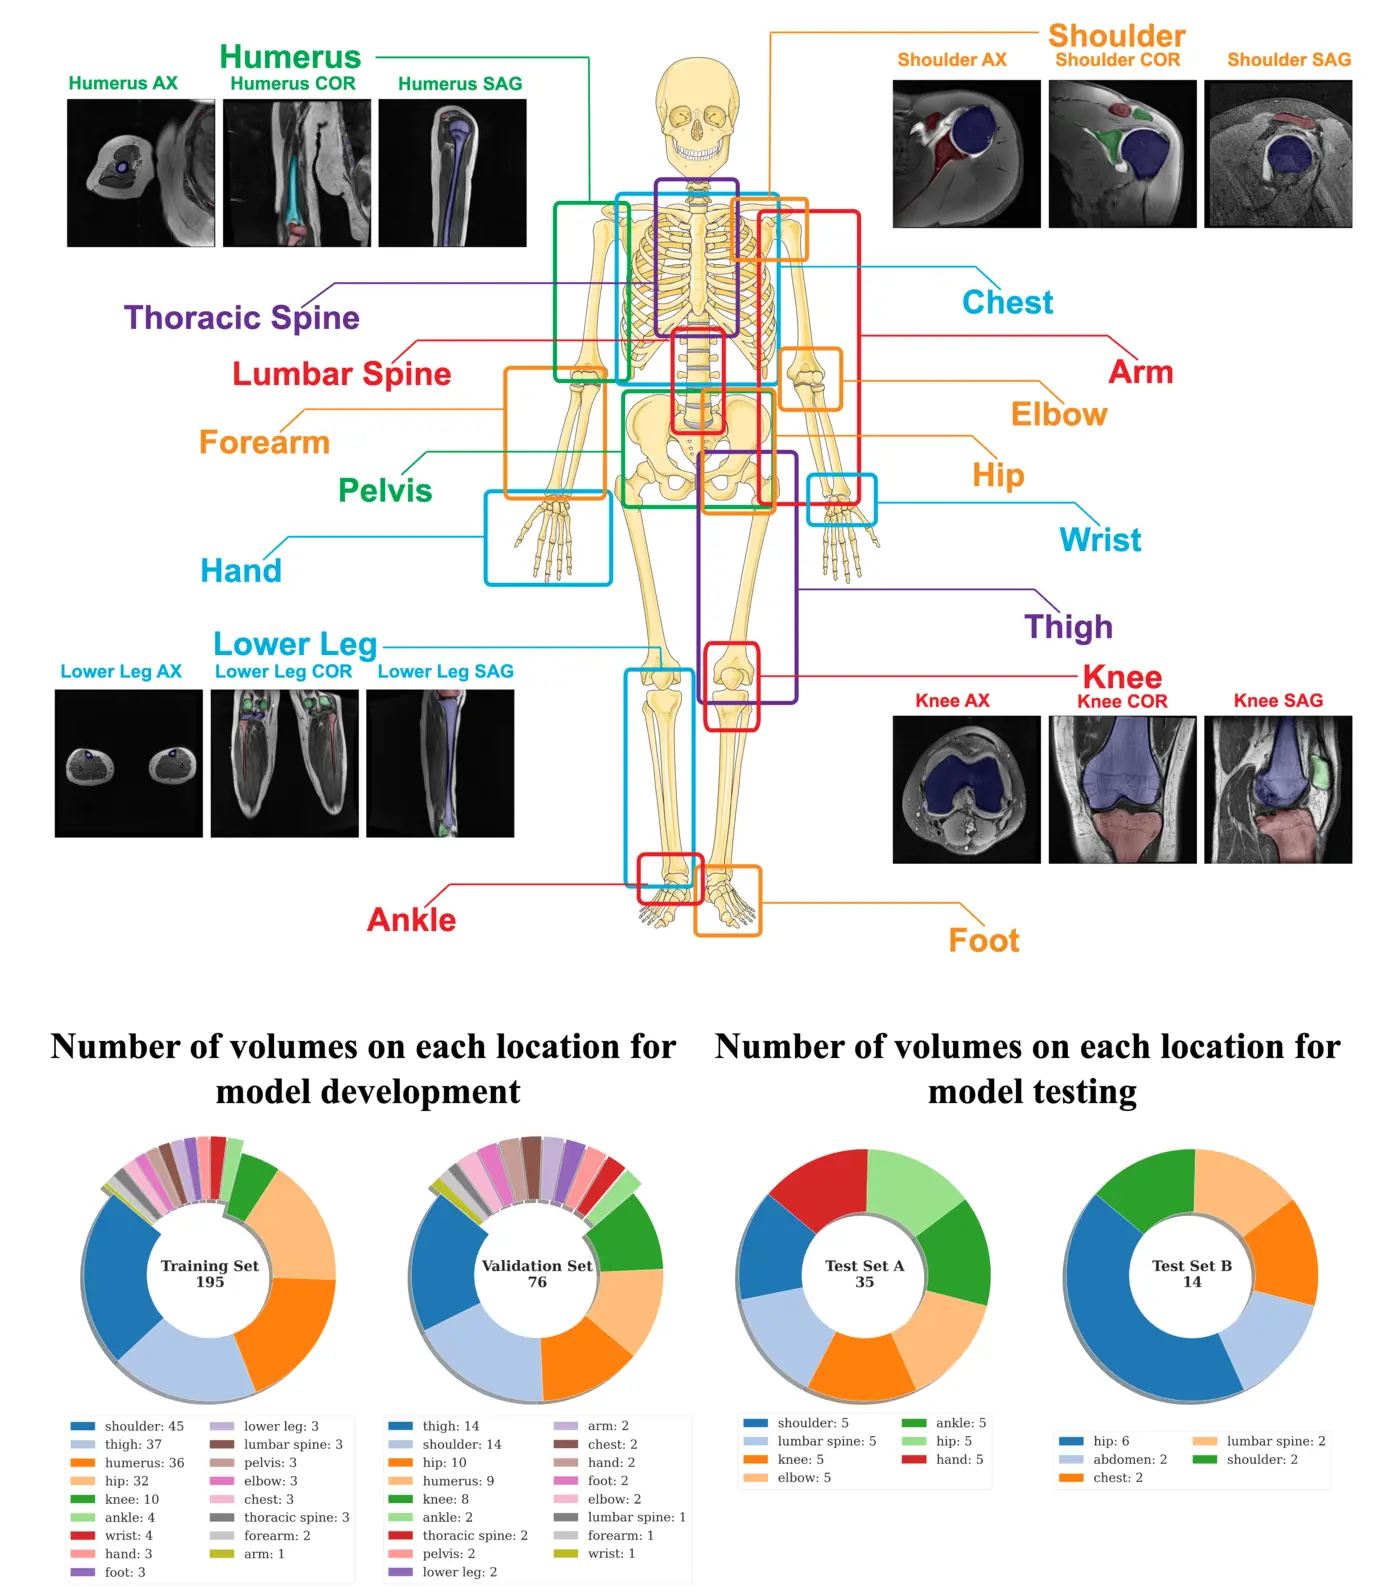 Humerus
Humerus AX
Humerus COR
Humerus SAG
Shoulder
Shoulder AX
Shoulder COR
Shoulder SAG
Thoracic Spine
Chest
Lumbar Spine
Arm
Forearm
Elbow
Pelvis
Hip
Hand
Wrist
Thigh
Lower Leg
Lower Leg AX
Lower Leg COR
Lower Leg SAG
Knee
Knee AX
Knee COR
Knee SAG
Ankle
Foot
Number of volumes on each location for
model development
Number of volumes on each location for
model testing
Training Set
195
Validation Set
76
Test Set A
35
Test Set B
14
shoulder: 45
thigh: 37
humerus: 36
hip: 32
knee: 10
ankle: 4
wrist: 4
hand: 3
foot: 3
lower leg: 3
lumbar spine: 3
pelvis: 3
elbow: 3
chest: 3
thoracic spine: 3
forearm: 2
arm: 1
thigh: 14
shoulder: 14
hip: 10
humerus: 9
knee: 8
ankle: 2
thoracic spine: 2
pelvis: 2
lower leg: 2
arm: 2
chest: 2
hand: 2
foot: 2
elbow: 2
lumbar spine: 1
forearm: 1
wrist: 1
shoulder: 5
lumbar spine: 5
knee: 5
elbow: 5
ankle: 5
hip: 5
hand: 5
hip: 6
abdomen: 2
chest: 2
lumbar spine: 2
shoulder: 2